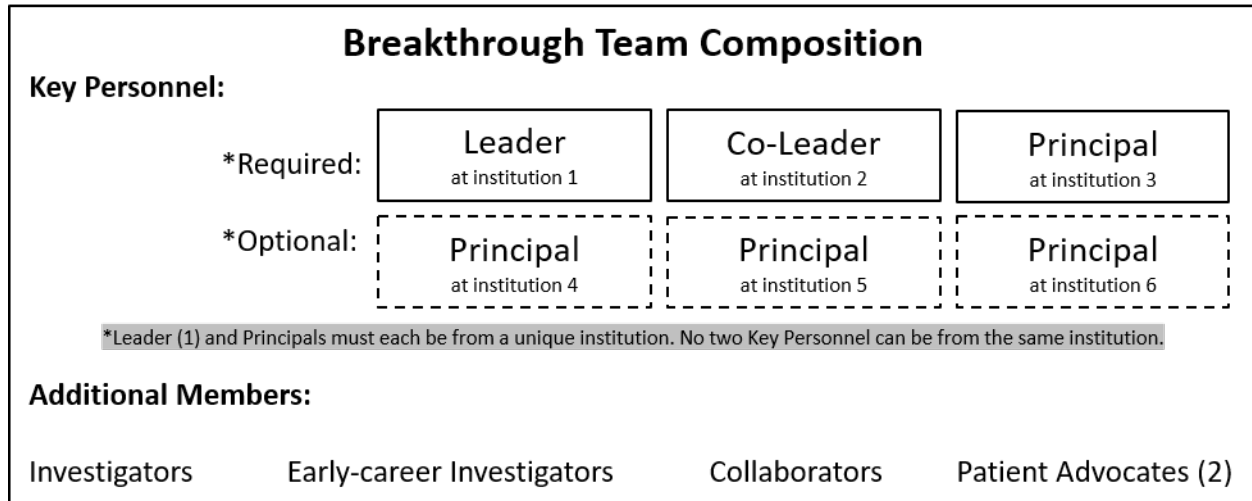 Breakthrough Team Composition
Key Personnel:
*Required:
Leader
at institution 1
Co-Leader
at institution 2
Principal
at institution 3
*Optional:
Principal
at institution 4
Principal
at institution 5
Principal
at institution 6
*Leader (1) and Principals must each be from a unique institution. No two Key Personnel can be from the same institution.
Additional Members:
Investigators
Early-career Investigators
Collaborators
Patient Advocates (2)